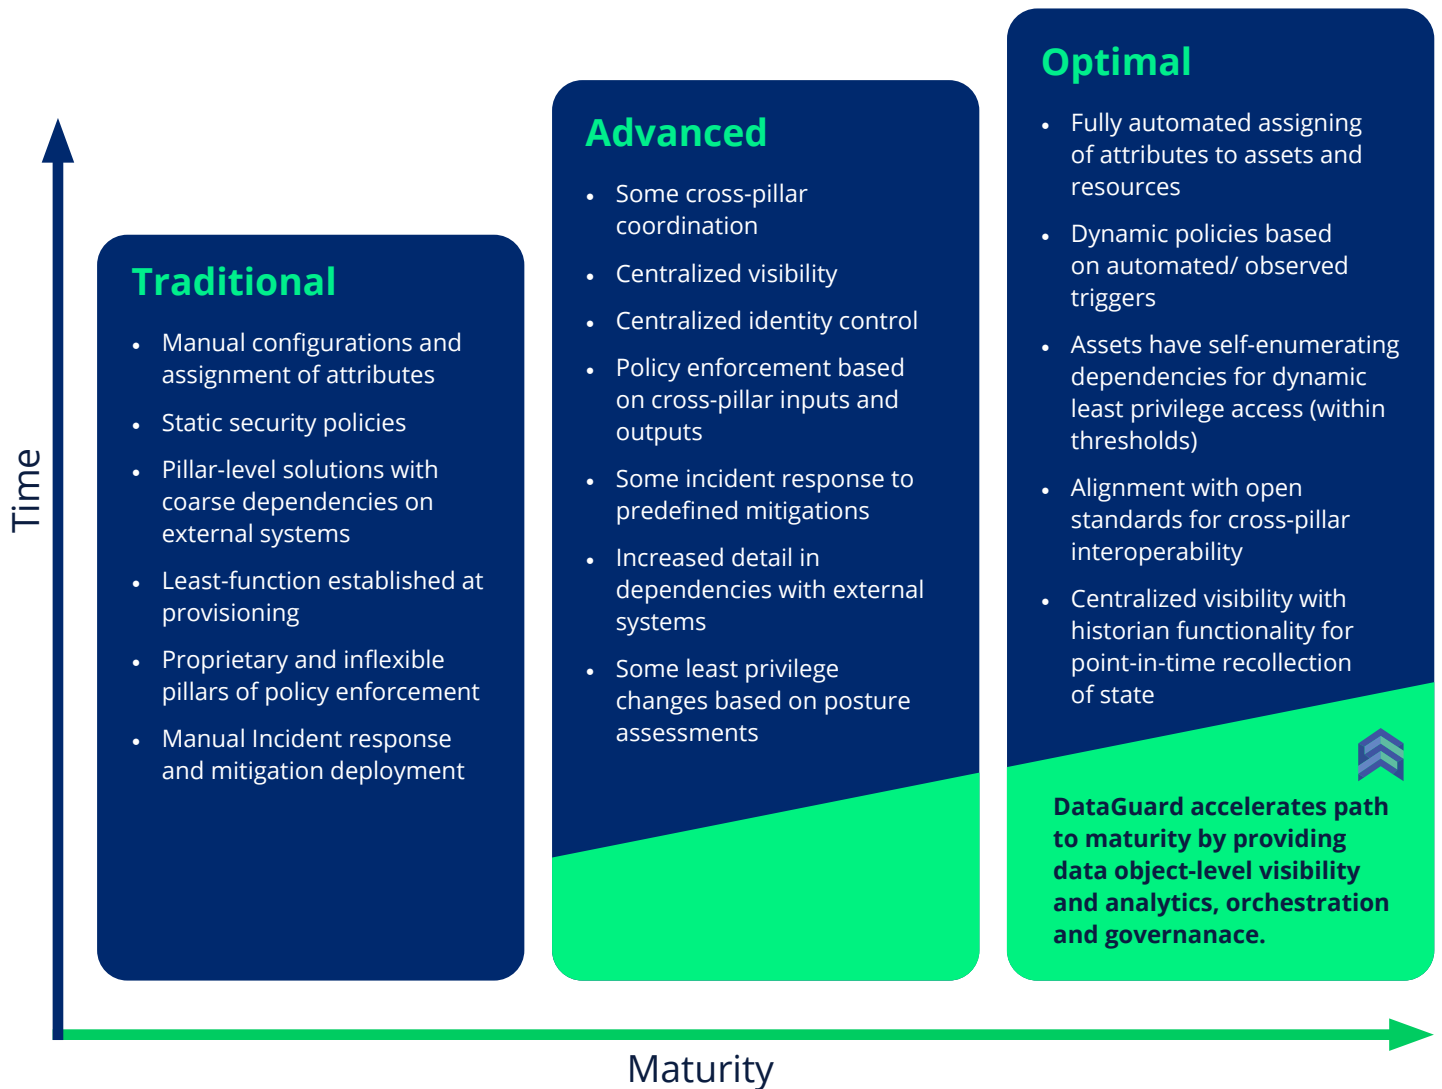 Time
Traditional
• Manual configurations and
assignment of attributes
• Static security policies
• Pillar-level solutions with
coarse dependencies on
external systems
• Least-function established at
provisioning
• Proprietary and inflexible
pillars of policy enforcement
• Manual Incident response
and mitigation deployment
Advanced
• Some cross-pillar
coordination
• Centralized visibility
• Centralized identity control
• Policy enforcement based
on cross-pillar inputs and
outputs
• Some incident response to
predefined mitigations
• Increased detail in
dependencies with external
systems
• Some least privilege
changes based on posture
assessments
Optimal
• Fully automated assigning
of attributes to assets and
resources
• Dynamic policies based
on automated/ observed
triggers
• Assets have self-enumerating
dependencies for dynamic
least privilege access (within
thresholds)
• Alignment with open
standards for cross-pillar
interoperability
• Centralized visibility with
historian functionality for
point-in-time recollection
of state
DataGuard accelerates path
to maturity by providing
data object-level visibility
and analytics, orchestration
and governanace.
Maturity